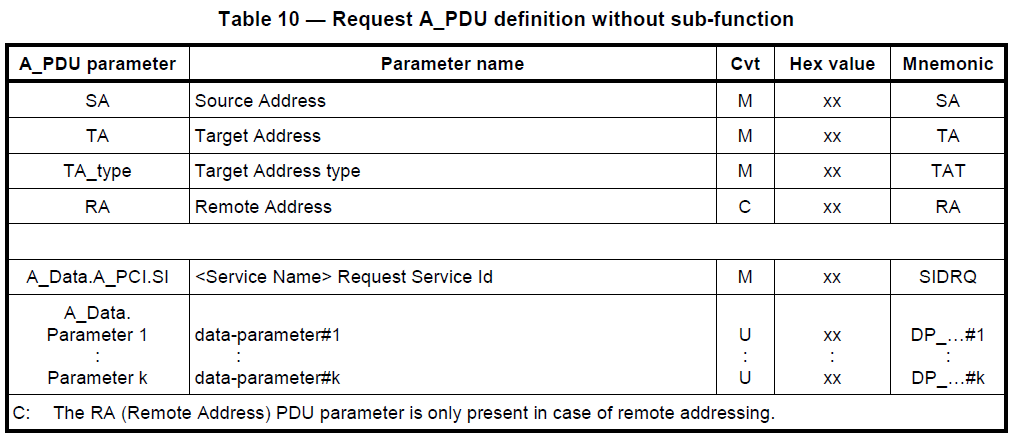 Table 10 — Request A_PDU definition without sub-function
A_PDU parameter Parameter name Cvt Hex value Mnemonic
SA Source Address M xx SA
TA Target Address M xx TA
TA_type Target Address type M xx TAT
RA Remote Address C xx RA
A_Data.A_PCI.SI <Service Name> Request Service Id M xx SIDRQ
A_Data.
Parameter 1 data-parameter#1 U xx DP_…#1
: : : : :
Parameter k data-parameter#k U xx DP_…#k
C: The RA (Remote Address) PDU parameter is only present in case of remote addressing.